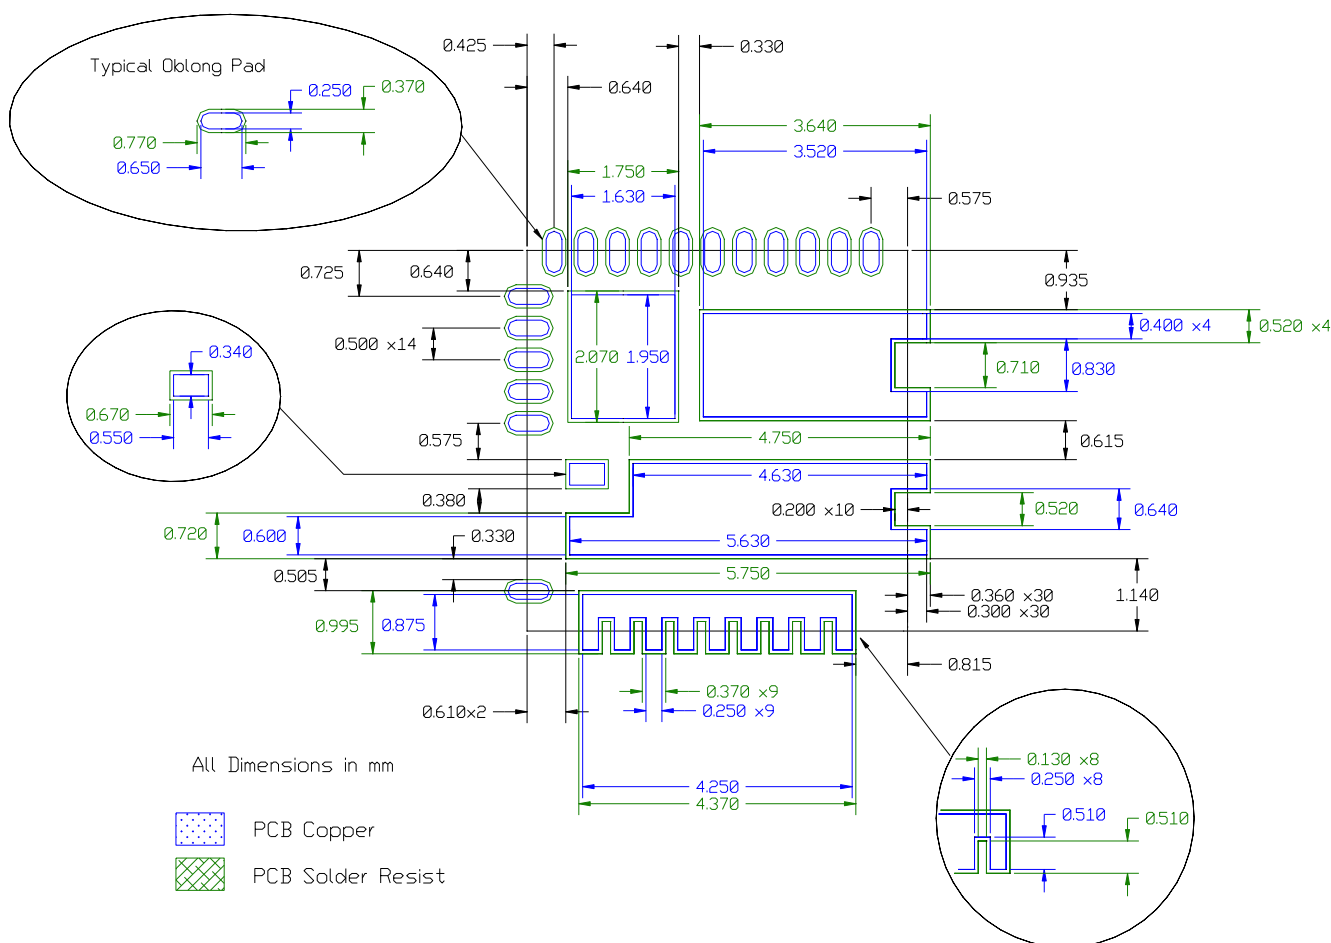 0.425
0.330
Typical Oblong Pad
0.250
0.370
0.640
0.770
0.650
3.640
3.520
1.750
1.630
0.575
0.725
0.640
0.935
0.400 x4
0.520 x4
0.340
0.500 x14
2.070
1.950
0.710
0.830
0.670
0.550
0.575
4.750
0.615
4.630
0.380
0.200 x10
0.520
0.640
0.720
0.600
0.330
5.630
0.505
5.750
0.360 x30
1.140
0.300 x30
0.995
0.875
0.815
0.370 x9
0.610x2
0.250 x9
All Dimensions in mm
0.130 x8
0.250 x8
4.250
4.370
0.510
0.510
PCB Copper
PCB Solder Resist